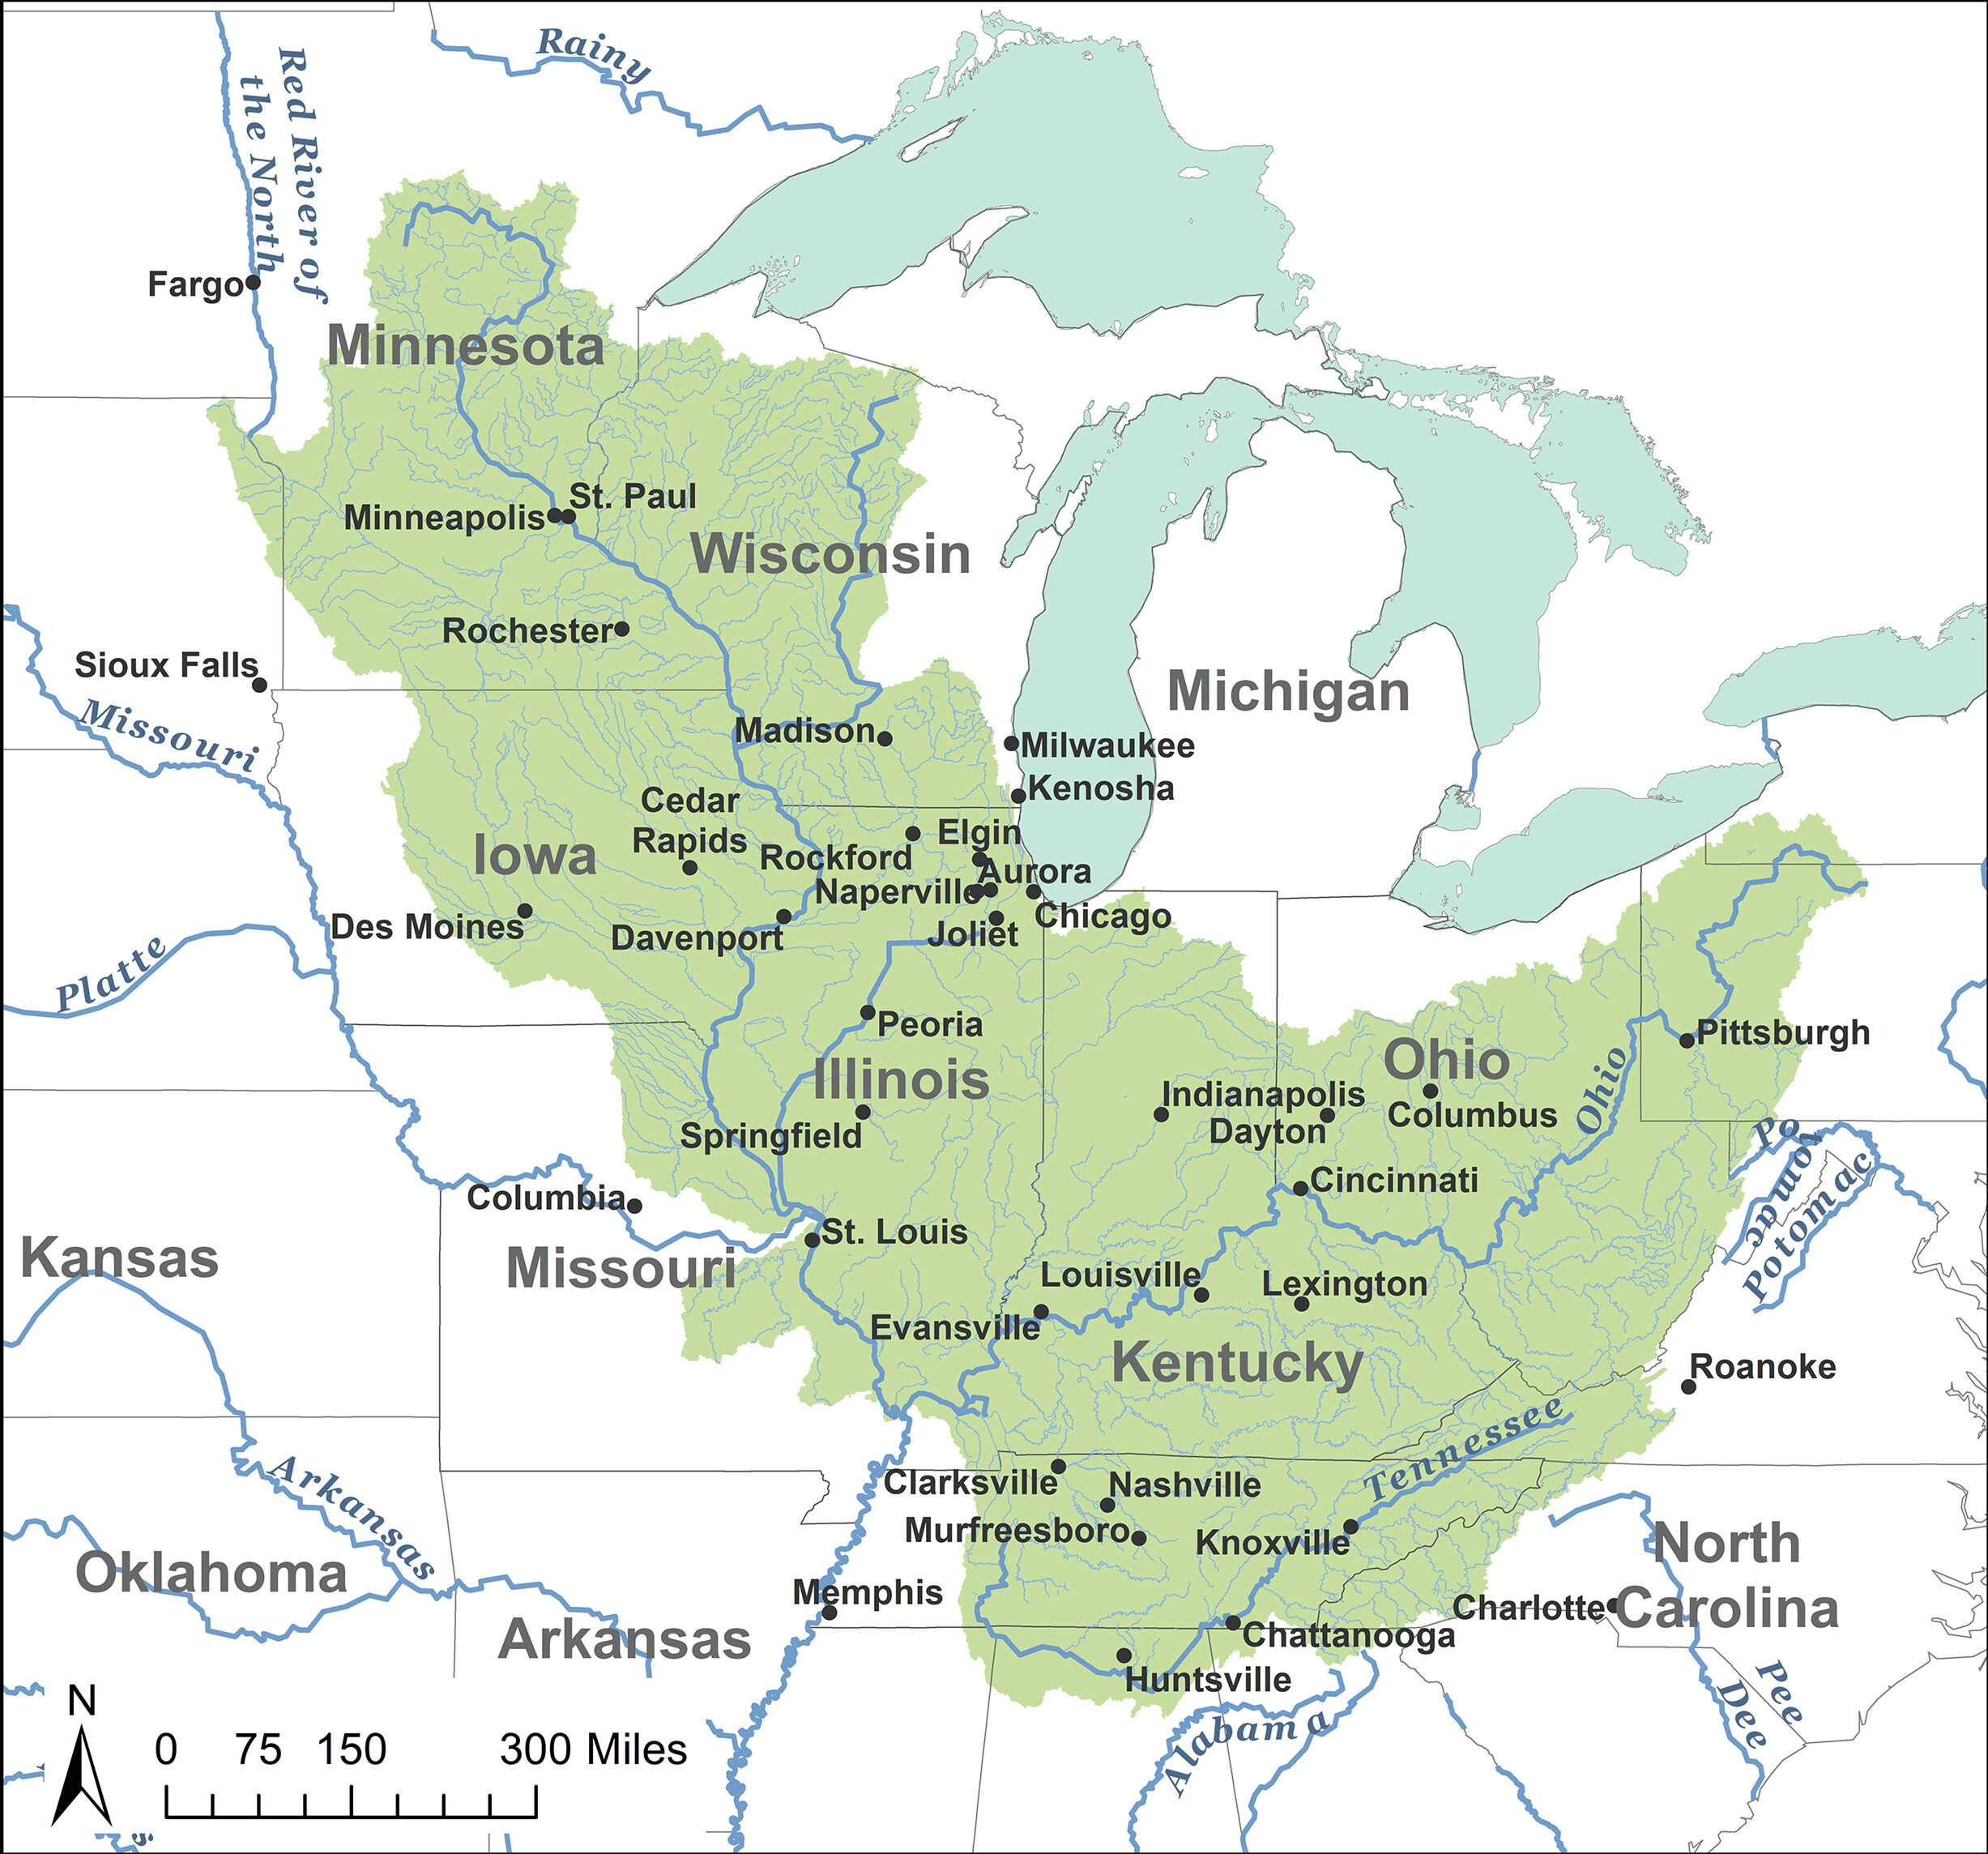 Rainy
Red River of
the North
Fargo
Minnesota
St. Paul
Minneapolis
Wisconsin
Rochester
Sioux Falls
Missouri
Michigan
Madison
Milwaukee
Kenosha
Cedar
Rapids
Elgin
Iowa
Rockford
Aurora
Naperville
Chicago
Des Moines
Davenport
Joliet
Platte
Peoria
Pittsburgh
Illinois
Ohio
Ohio
Indianapolis
Columbus
Dayton
Springfield
Po
tomac
Potomac
Cincinnati
Columbia
St. Louis
Kansas
Missouri
Louisville
Lexington
Evansville
Kentucky
Roanoke
Tennessee
Arkansas
Clarksville
Nashville
Murfreesboro
Knoxville
North
Carolina
Oklahoma
Memphis
Charlotte
Arkansas
Chattanooga
Huntsville
Alabama
Pee
Dee
N
0 75 150 300 Miles